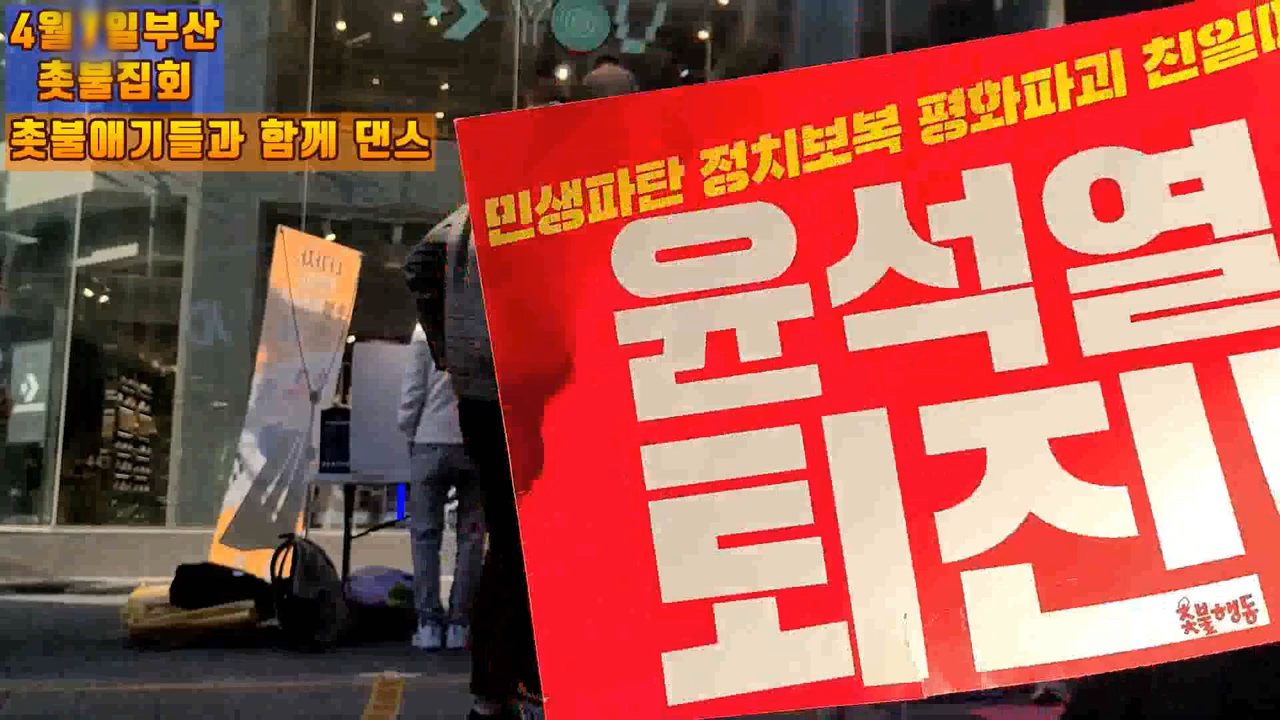 4월1일부산
촛불집회
촛불애기들과 함께 댄스
민생파탄 정치보복 평화파괴 친일매
윤석열
퇴진!
촛불행동